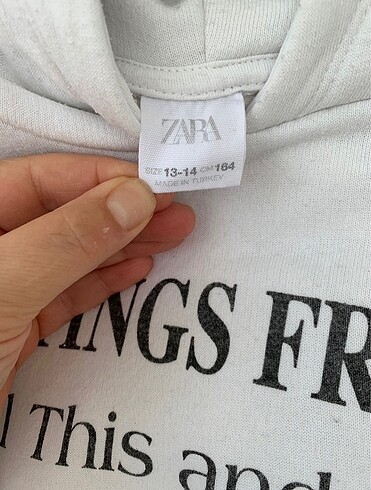 ZARA
SIZE 13-14 CM 164
MADE IN TURKEY
INGS FR
This and